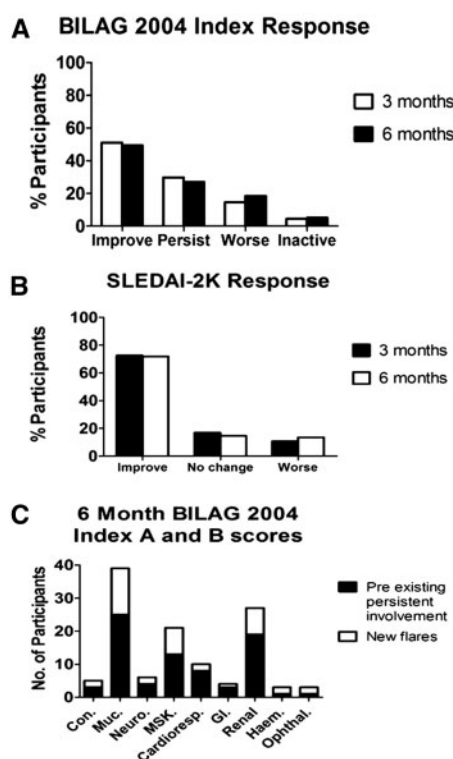 A
BILAG 2004 Index Response
100
80
60
40
20
0
% Participants
Improve Persist Worse Inactive
3 months
6 months
B
SLEDAI-2K Response
100
80
60
40
20
0
% Participants
Improve No change Worse
3 months
6 months
C
6 Month BILAG 2004
Index A and B scores
40
30
20
10
0
No. of Participants
Con. Muc. Neuro. MSK. Cardioresp. GI. Renal Haem. Ophthal.
Pre existing
persistent
involvement
New flares